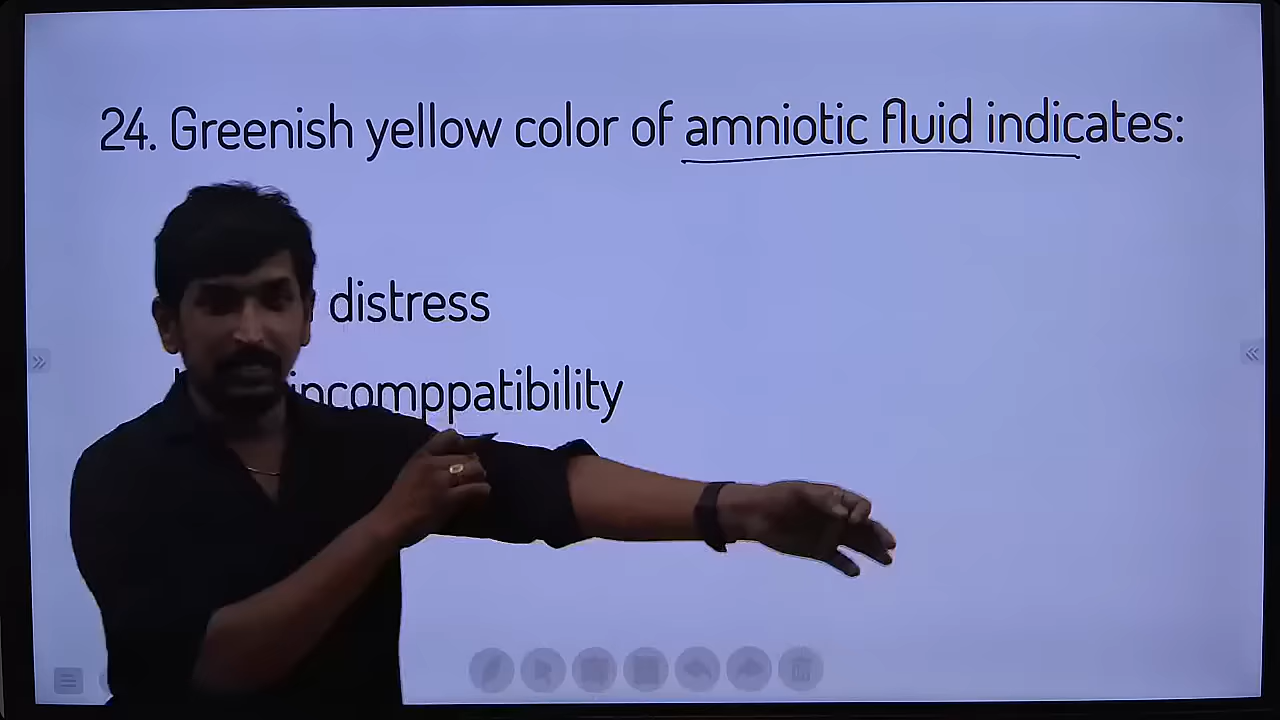 24. Greenish yellow color of amniotic fluid indicates:
distress
incomppatibility